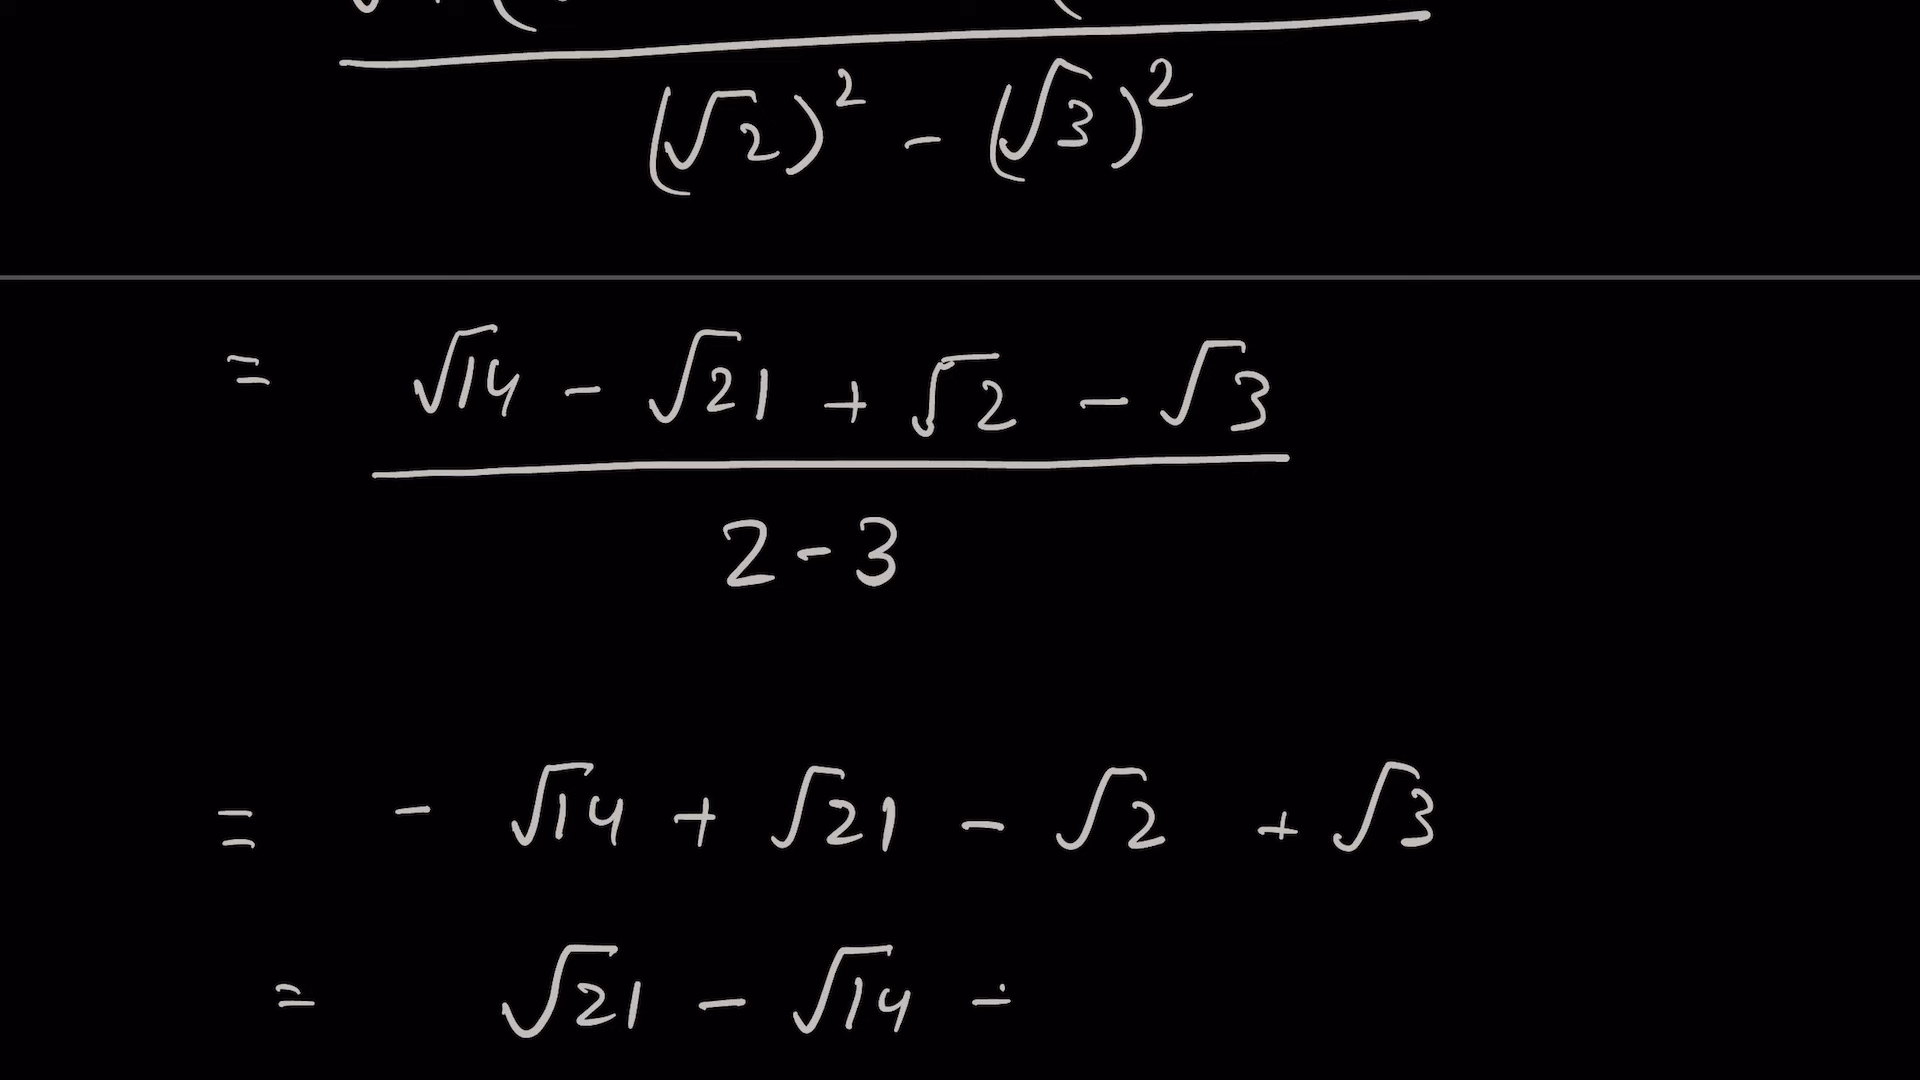 (√2)² - (√3)²
= √14 - √21 + √2 - √3
2 - 3
= - √14 + √21 - √2 + √3
= √21 - √14 -